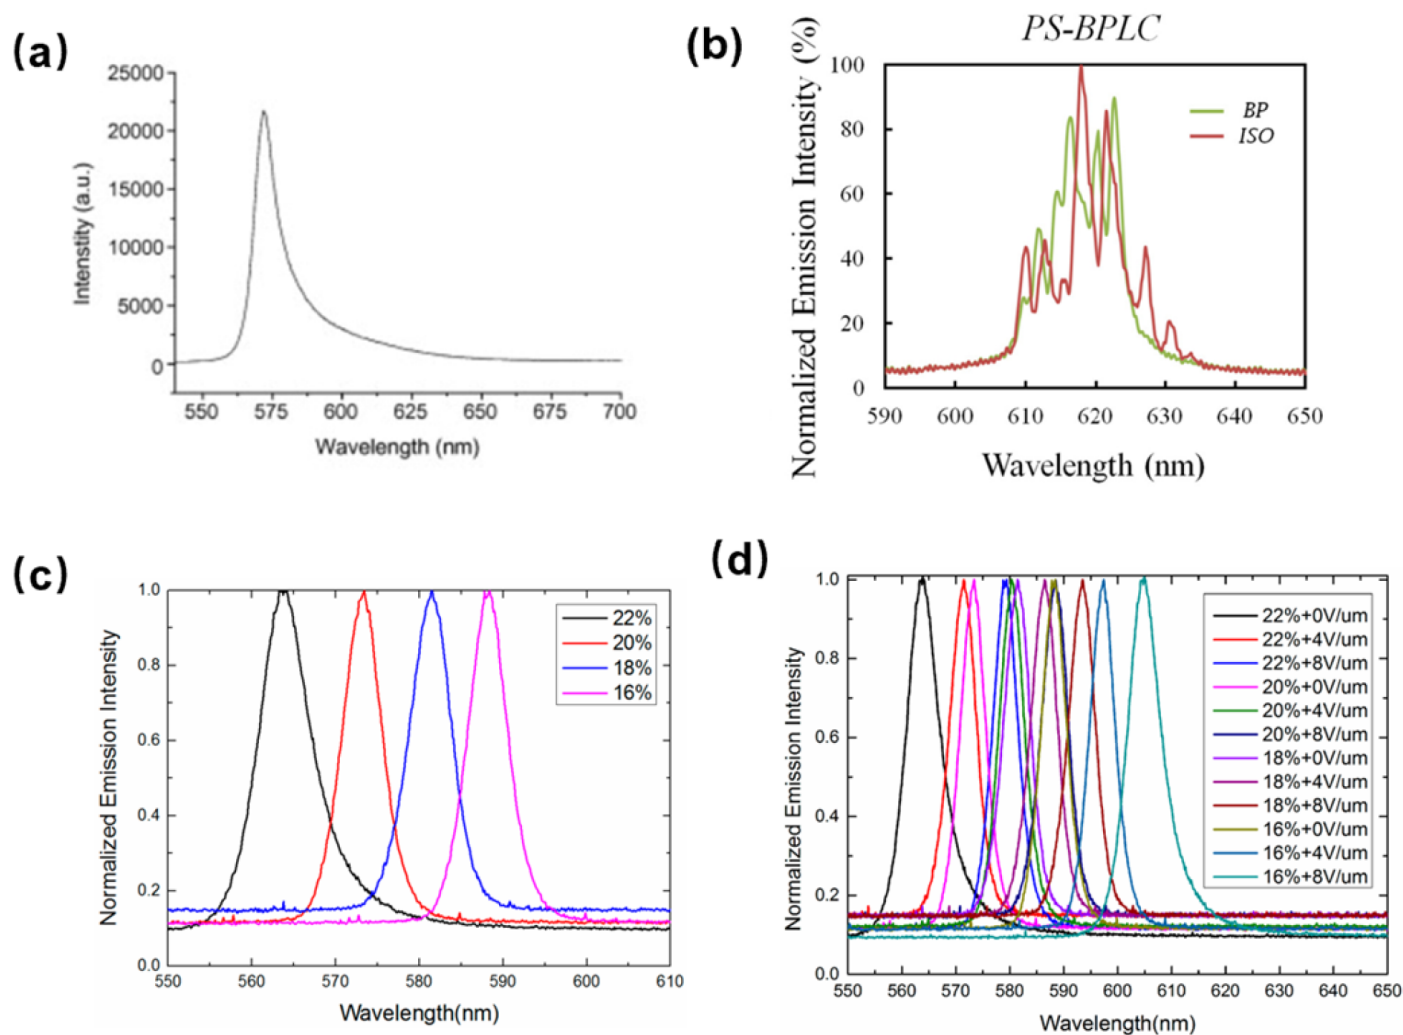 (a)
25000
20000
15000
10000
5000
0
Intenstity (a.u.)
550 575 600 625 650 675 700
Wavelength (nm)
(b)
PS-BPLC
Normalized Emission Intensity (%)
100
80
60
40
20
0
BP
ISO
590 600 610 620 630 640 650
Wavelength (nm)
(c)
Normalized Emission Intensity
1.0
0.8
0.6
0.4
0.2
0.0
22%
20%
18%
16%
550 560 570 580 590 600 610
Wavelength(nm)
(d)
Normalized Emission Intensity
1.0
0.8
0.6
0.4
0.2
0.0
22%+0V/um
22%+4V/um
22%+8V/um
20%+0V/um
20%+4V/um
20%+8V/um
18%+0V/um
18%+4V/um
18%+8V/um
16%+0V/um
16%+4V/um
16%+8V/um
550 560 570 580 590 600 610 620 630 640 650
Wavelength(nm)